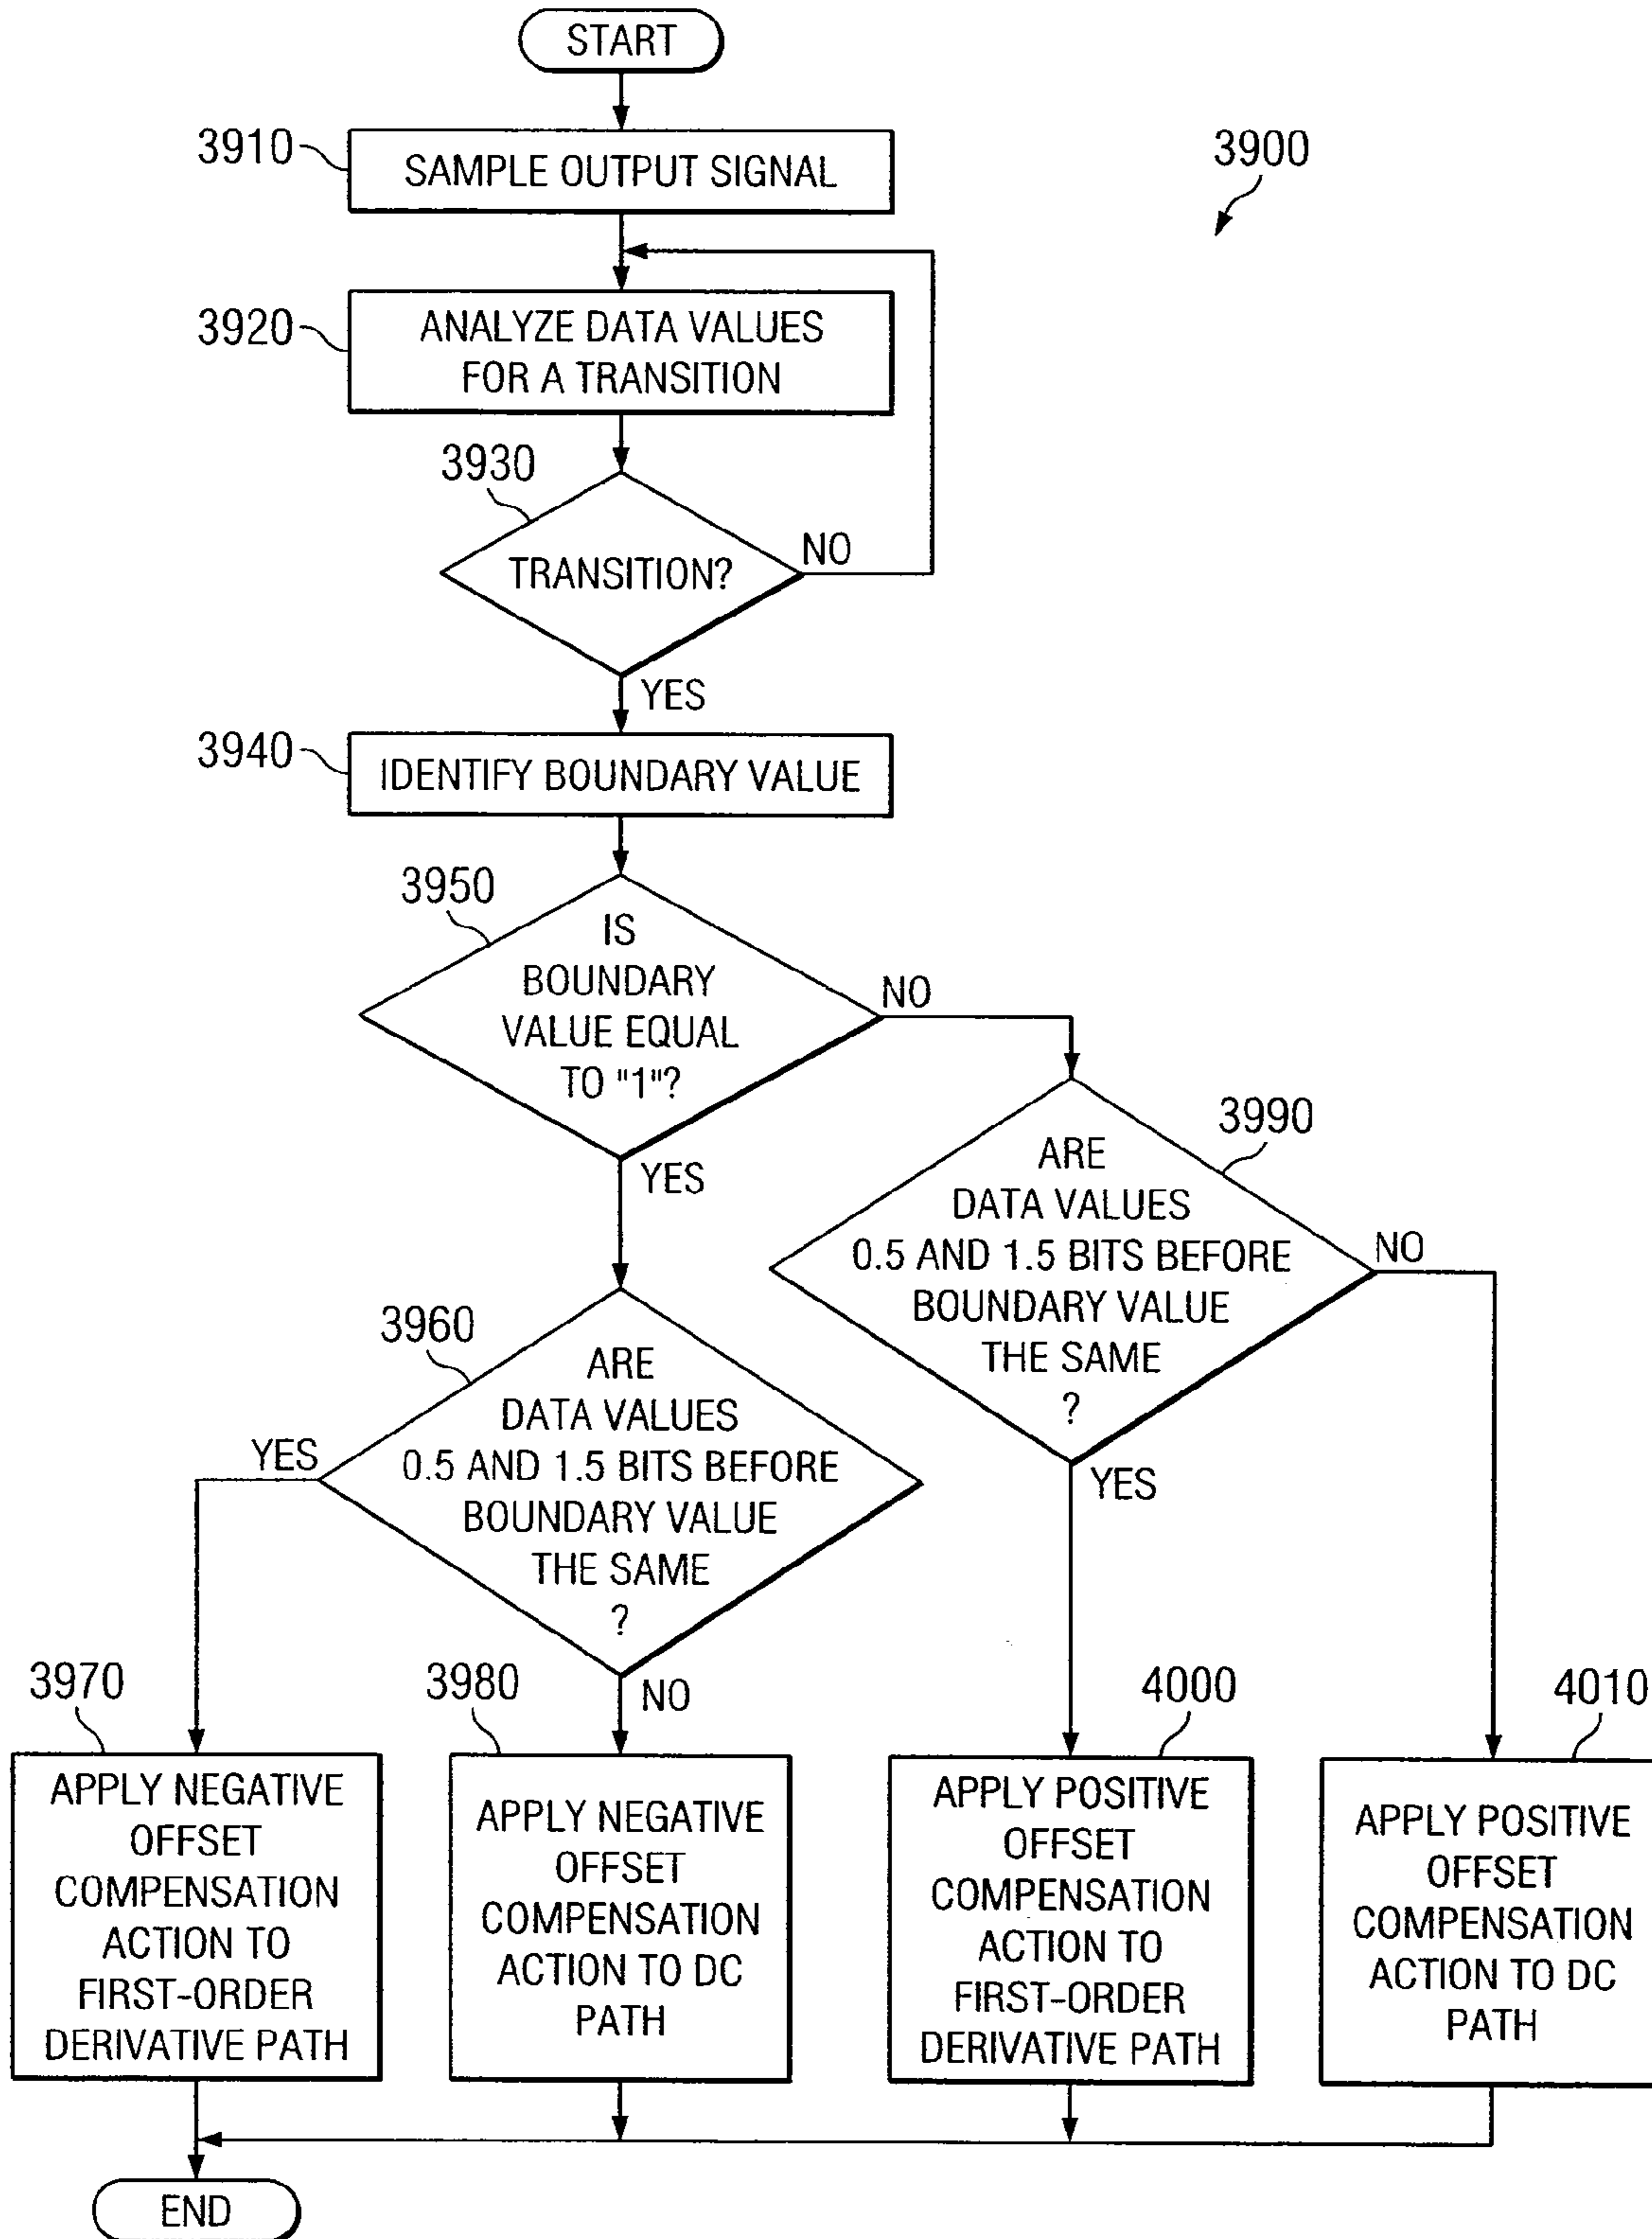 START
3910
SAMPLE OUTPUT SIGNAL
3900
3920
ANALYZE DATA VALUES
FOR A TRANSITION
3930
TRANSITION?
NO
YES
3940
IDENTIFY BOUNDARY VALUE
3950
IS
BOUNDARY
VALUE EQUAL
TO "1"?
NO
YES
3990
ARE
DATA VALUES
0.5 AND 1.5 BITS BEFORE
BOUNDARY VALUE
THE SAME
?
NO
YES
3960
ARE
DATA VALUES
0.5 AND 1.5 BITS BEFORE
BOUNDARY VALUE
THE SAME
?
YES
NO
3970
APPLY NEGATIVE
OFFSET
COMPENSATION
ACTION TO
FIRST-ORDER
DERIVATIVE PATH
3980
APPLY NEGATIVE
OFFSET
COMPENSATION
ACTION TO DC
PATH
4000
APPLY POSITIVE
OFFSET
COMPENSATION
ACTION TO
FIRST-ORDER
DERIVATIVE PATH
4010
APPLY POSITIVE
OFFSET
COMPENSATION
ACTION TO DC
PATH
END